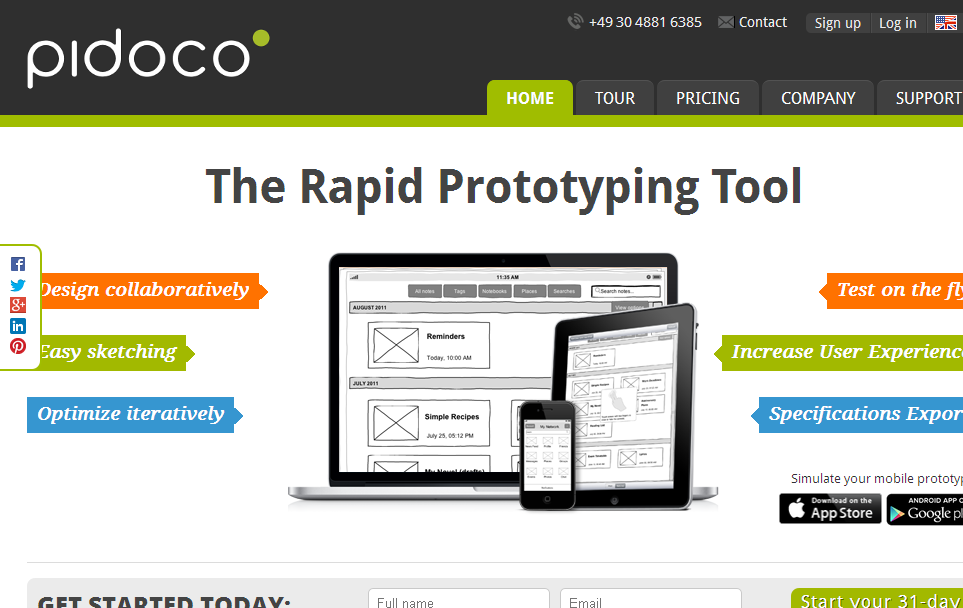 +49 30 4881 6385
Contact
Sign up
Log in
pidoco
HOME
TOUR
PRICING
COMPANY
SUPPORT
The Rapid Prototyping Tool
Design collaboratively
Easy sketching
Optimize iteratively
11:35 AM
All notes
Tags
Notebooks
Places
Searches
Search notes...
AUGUST 2011
Reminders
Today, 10:00 AM
JULY 2011
Simple Recipes
July 25, 05:12 PM
My Novel (drafts)
My Network
Test on the fly
Increase User Experienc
Specifications Expor
Simulate your mobile prototyp
Download on the
App Store
ANDROID APP O
Google pl
GET STARTED TODAY:
Full name
Email
Start your 31-day